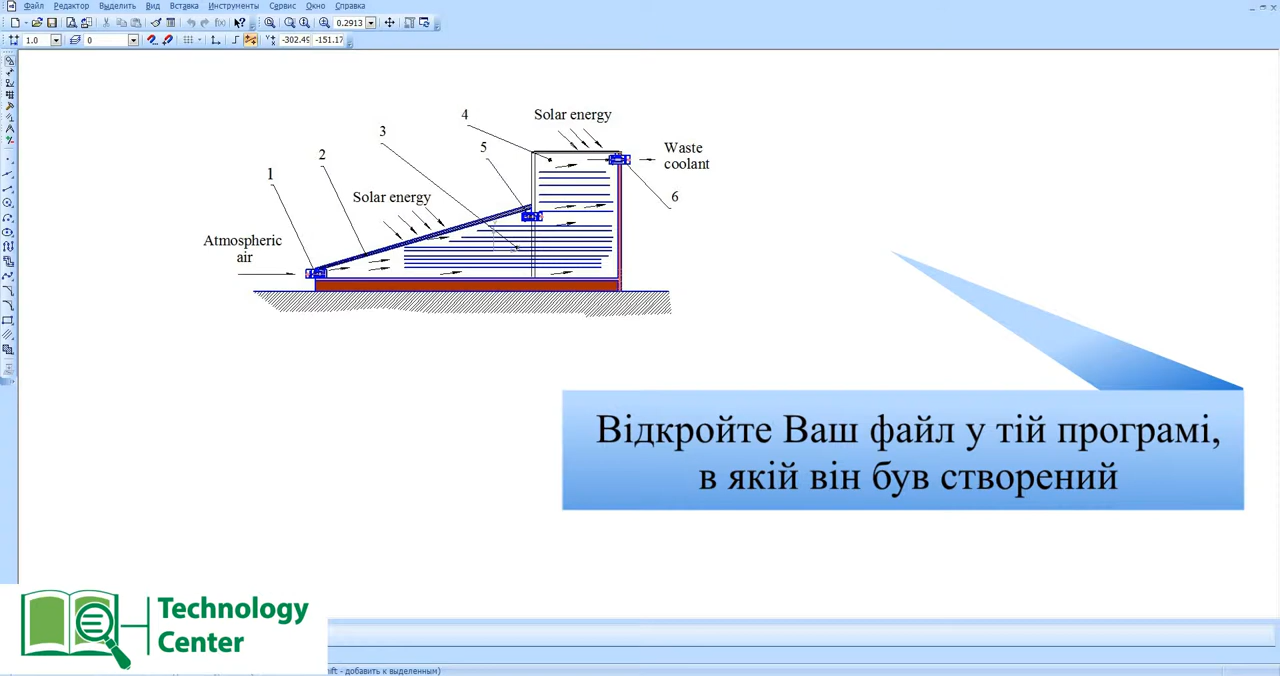 Файл Редактор Выделить Вид Вставка Инструменты Сервис Окно Справка
0.2913
1.0 0 -302.49 -151.17
Solar energy
4
3
5
2
1
Waste
coolant
6
Solar energy
Atmospheric
air
Відкройте Ваш файл у тій програмі,
в якій він був створений
Technology
Center
ift - добавить к выделенным)